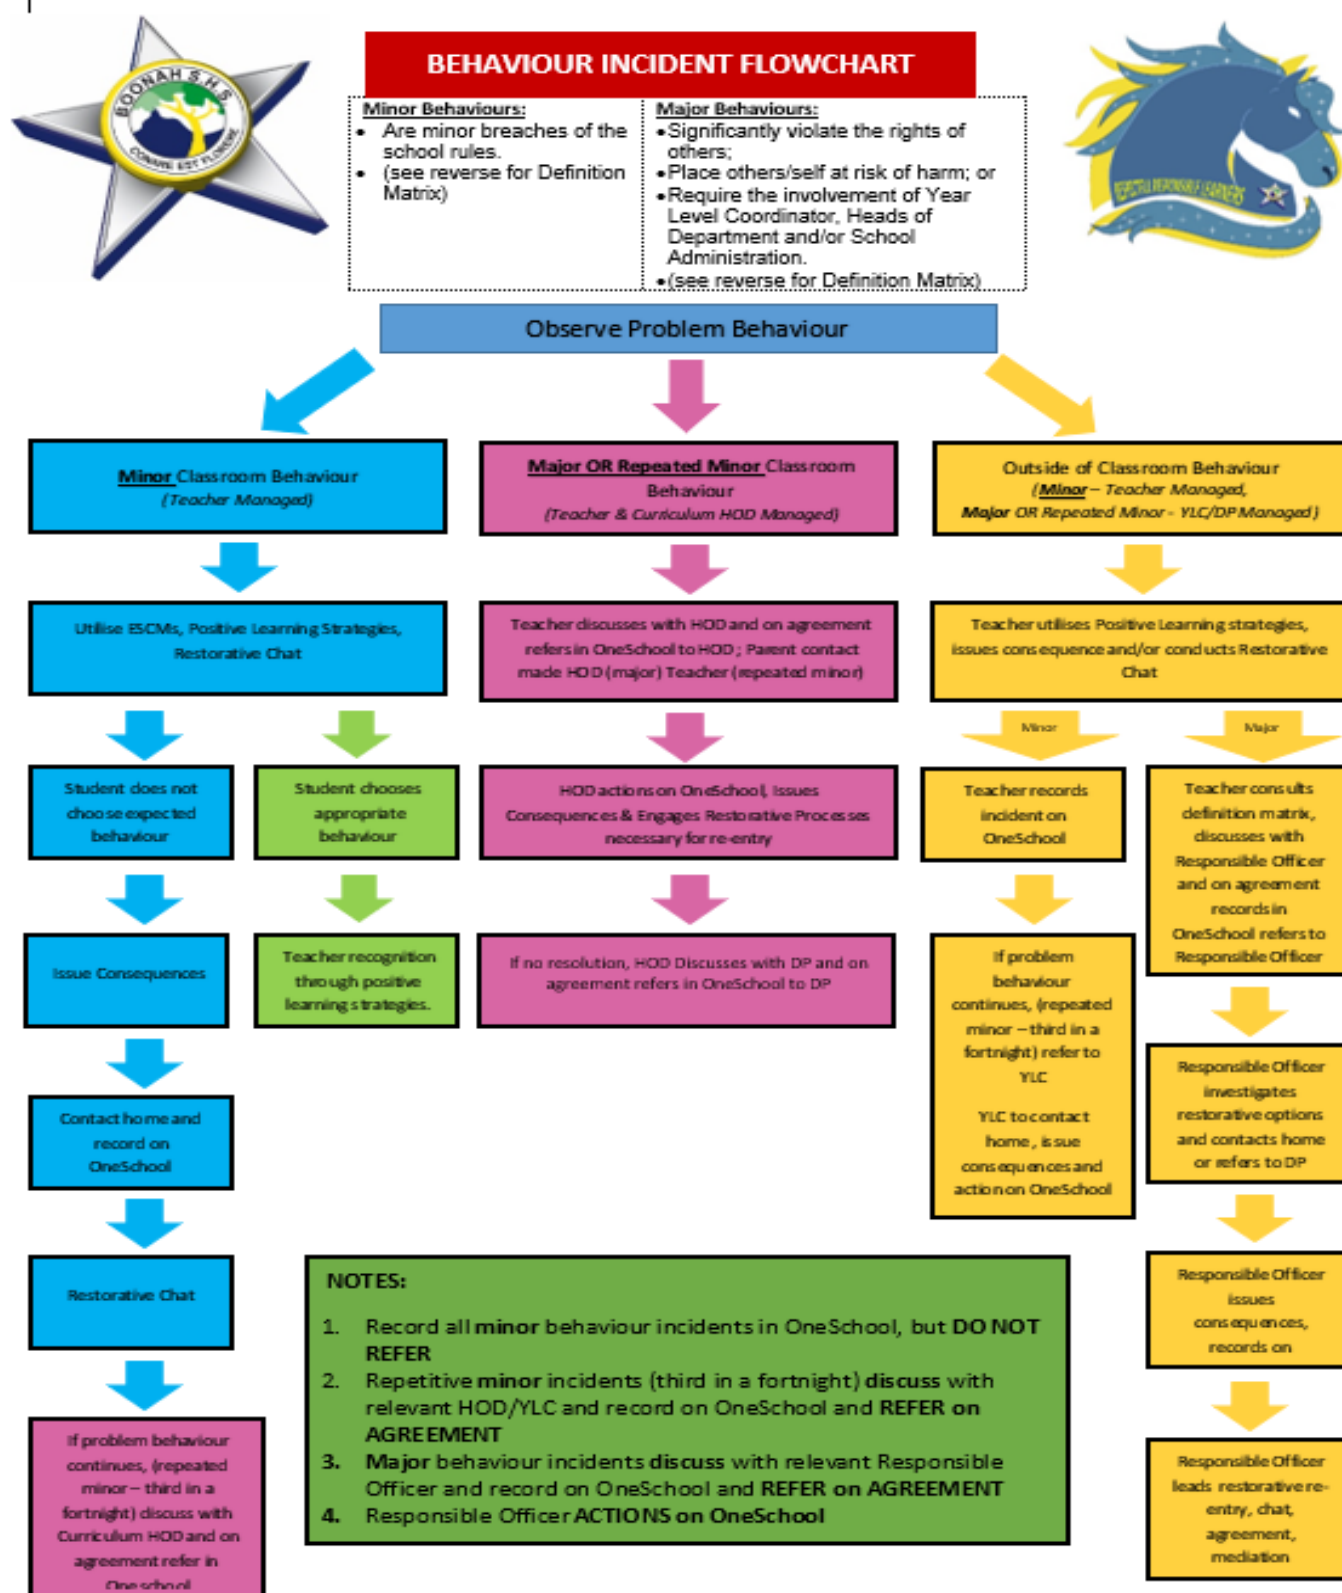 BOONAH S.H.S.
BEHAVIOUR INCIDENT FLOWCHART
Minor Behaviours:
• Are minor breaches of the
school rules.
• (see reverse for Definition
Matrix)
Major Behaviours:
• Significantly violate the rights of
others;
• Place others/self at risk of harm; or
• Require the involvement of Year
Level Coordinator, Heads of
Department and/or School
Administration.
• (see reverse for Definition Matrix)
Observe Problem Behaviour
Minor Classroom Behaviour
(Teacher Managed)
Utilise ESCMs, Positive Learning Strategies,
Restorative Chat
Student does not
choose expected
behaviour
Issue Consequences
Contact home and
record on
OneSchool
Restorative Chat
If problem behaviour
continues, (repeated
minor – third in a
fortnight) discuss with
Curriculum HOD and on
agreement refer in
Oneschool
Student chooses
appropriate
behaviour
Teacher recognition
through positive
learning strategies.
Major OR Repeated Minor Classroom
Behaviour
(Teacher & Curriculum HOD Managed)
Teacher discusses with HOD and on agreement
refers in OneSchool to HOD ; Parent contact
made HOD (major) Teacher (repeated minor)
HOD actions on OneSchool, Issues
Consequences & Engages Restorative Processes
necessary for re-entry
If no resolution, HOD Discusses with DP and on
agreement refers in OneSchool to DP
Outside of Classroom Behaviour
(Minor – Teacher Managed,
Major OR Repeated Minor - YLC/DP Managed)
Teacher utilises Positive Learning strategies,
issues consequence and/or conducts Restorative
Chat
Minor
Teacher records
incident on
OneSchool
If problem
behaviour
continues, (repeated
minor – third in a
fortnight) refer to
YLC
YLC to contact
home , issue
consequences and
action on OneSchool
Major
Teacher consults
definition matrix,
discusses with
Responsible Officer
and on agreement
records in
OneSchool refers to
Responsible Officer
Responsible Officer
investigates
restorative options
and contacts home
or refers to DP
Responsible Officer
issues
consequences,
records on
Responsible Officer
leads restorative re-
entry, chat,
agreement,
mediation
NOTES:
1. Record all minor behaviour incidents in OneSchool, but DO NOT
REFER
2. Repetitive minor incidents (third in a fortnight) discuss with
relevant HOD/YLC and record on OneSchool and REFER on
AGREEMENT
3. Major behaviour incidents discuss with relevant Responsible
Officer and record on OneSchool and REFER on AGREEMENT
4. Responsible Officer ACTIONS on OneSchool